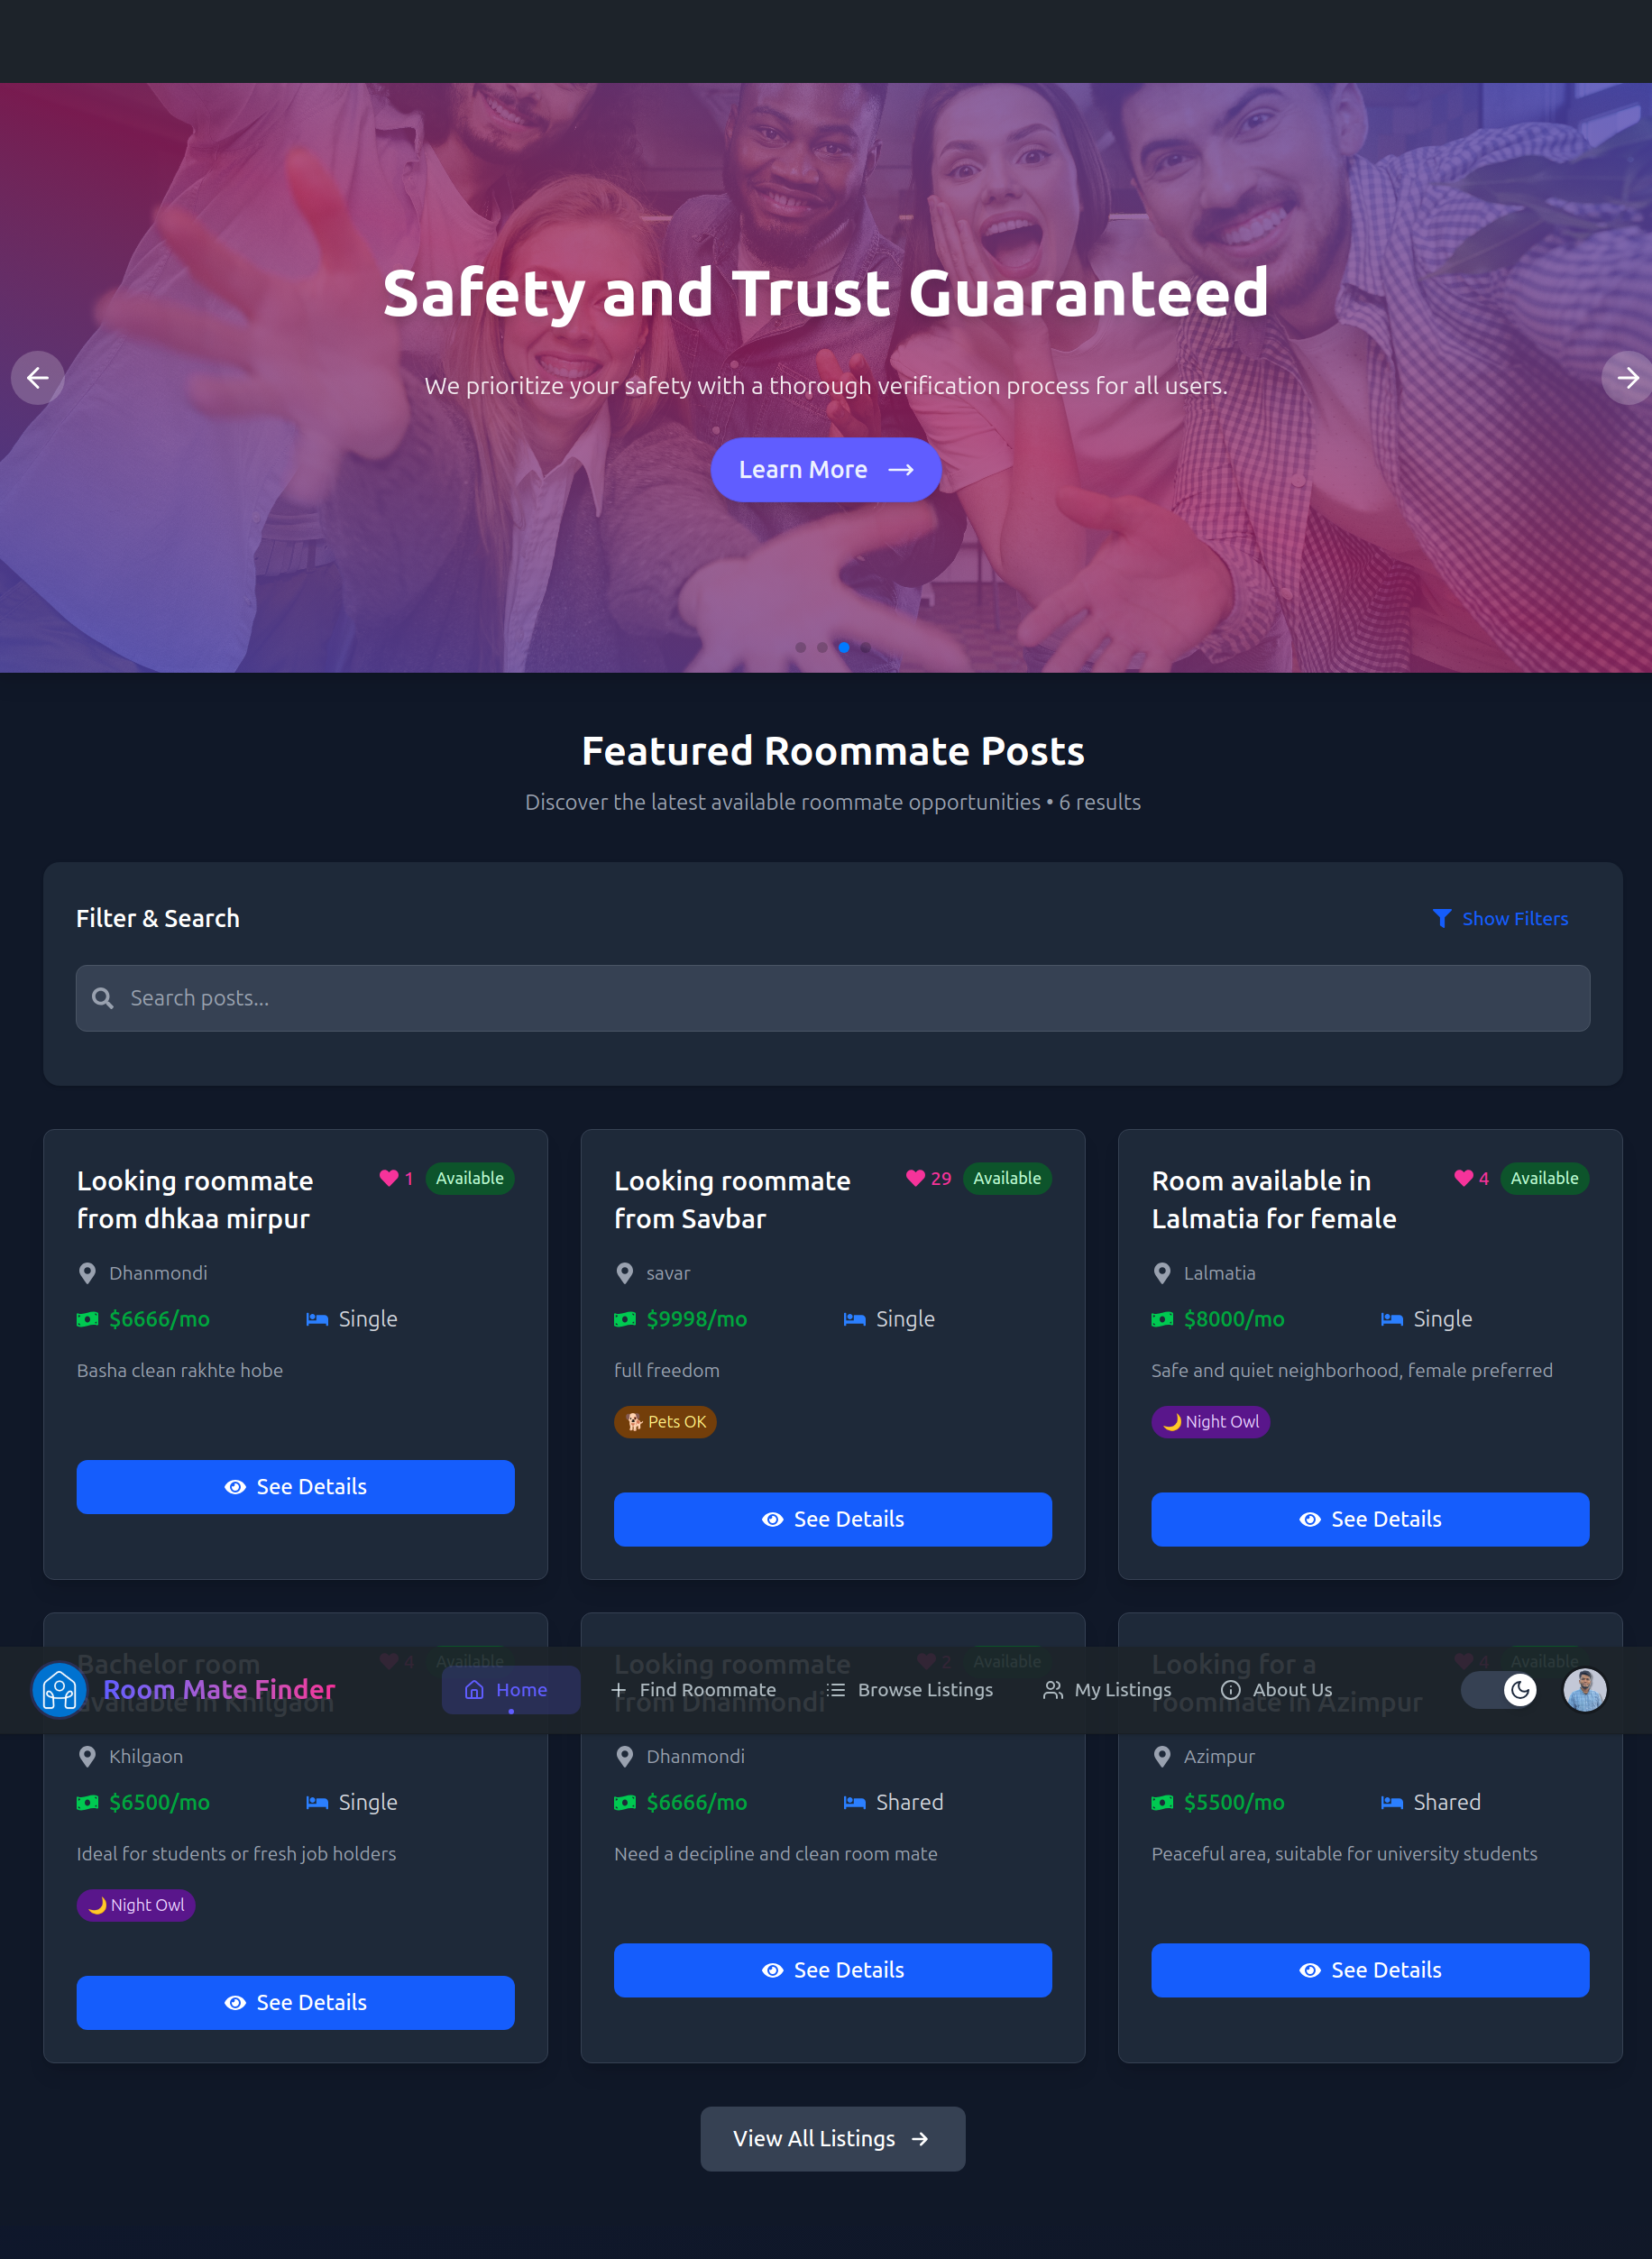 Safety and Trust Guaranteed
We prioritize your safety with a thorough verification process for all users.
Learn More
Featured Roommate Posts
Discover the latest available roommate opportunities • 6 results
Filter & Search
Show Filters
Search posts...
Looking roommate
from dhkaa mirpur
1
Available
Dhanmondi
$6666/mo
Single
Basha clean rakhte hobe
See Details
Looking roommate
from Savbar
29
Available
savar
$9998/mo
Single
full freedom
🐕 Pets OK
See Details
Room available in
Lalmatia for female
4
Available
Lalmatia
$8000/mo
Single
Safe and quiet neighborhood, female preferred
🌙 Night Owl
See Details
Room Mate Finder
Home
Find Roommate
Browse Listings
My Listings
About Us
Bachelor room
available in Khilgaon
4
Available
Khilgaon
$6500/mo
Single
Ideal for students or fresh job holders
🌙 Night Owl
See Details
Looking roommate
from Dhanmondi
2
Available
Dhanmondi
$6666/mo
Shared
Need a decipline and clean room mate
See Details
Looking for a
roommate in Azimpur
4
Available
Azimpur
$5500/mo
Shared
Peaceful area, suitable for university students
See Details
View All Listings